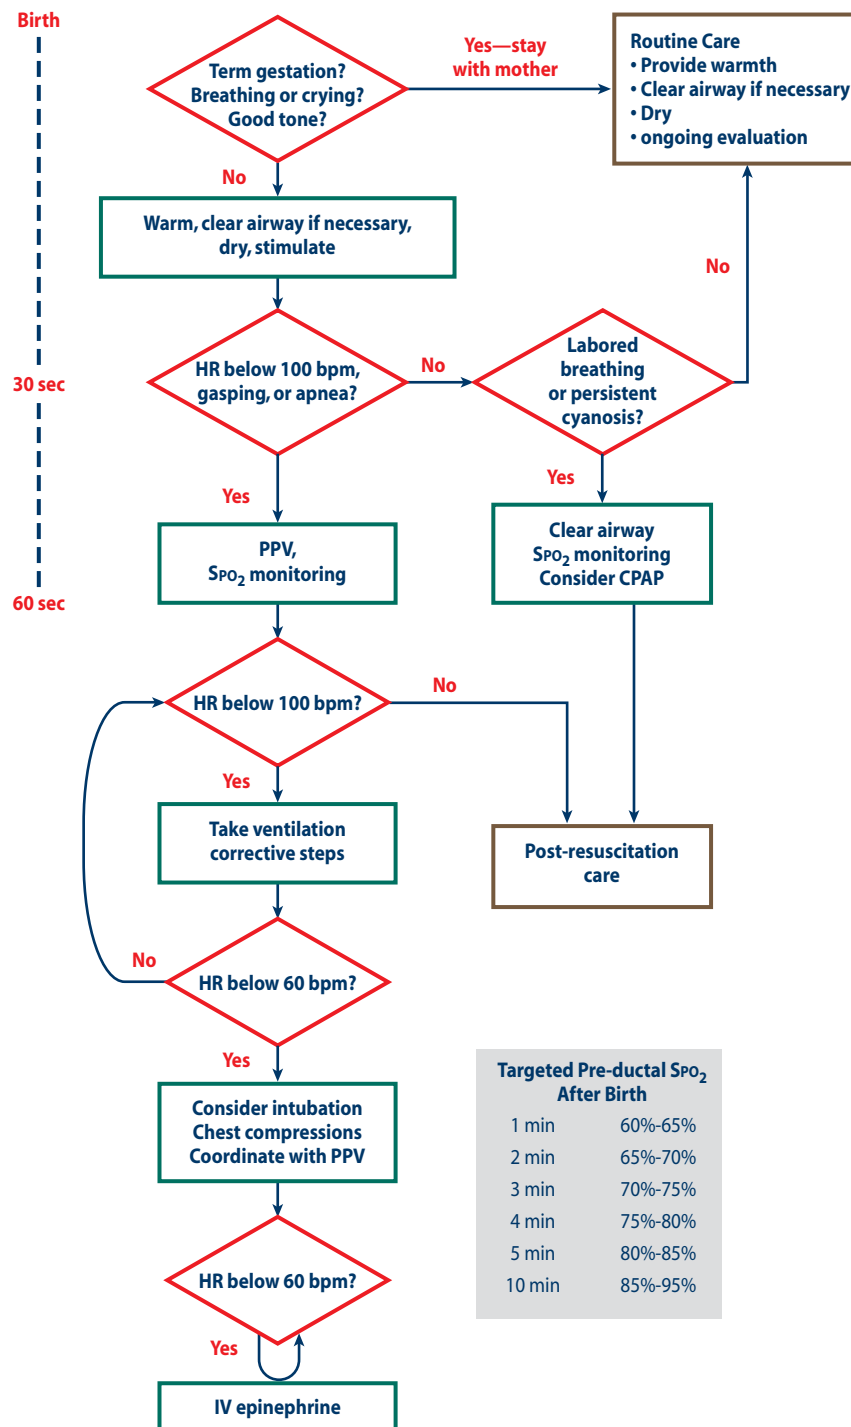 Birth
Yes—stay
with mother
Term gestation?
Breathing or crying?
Good tone?
Routine Care
• Provide warmth
• Clear airway if necessary
• Dry
• ongoing evaluation
No
Warm, clear airway if necessary,
dry, stimulate
No
30 sec
HR below 100 bpm,
gasping, or apnea?
No
Labored
breathing
or persistent
cyanosis?
Yes
Yes
PPV,
SPO2 monitoring
Clear airway
SPO2 monitoring
Consider CPAP
60 sec
HR below 100 bpm?
No
Yes
Take ventilation
corrective steps
Post-resuscitation
care
No
HR below 60 bpm?
Yes
Consider intubation
Chest compressions
Coordinate with PPV
HR below 60 bpm?
Yes
IV epinephrine
Targeted Pre-ductal SPO2
After Birth
1 min 60%-65%
2 min 65%-70%
3 min 70%-75%
4 min 75%-80%
5 min 80%-85%
10 min 85%-95%